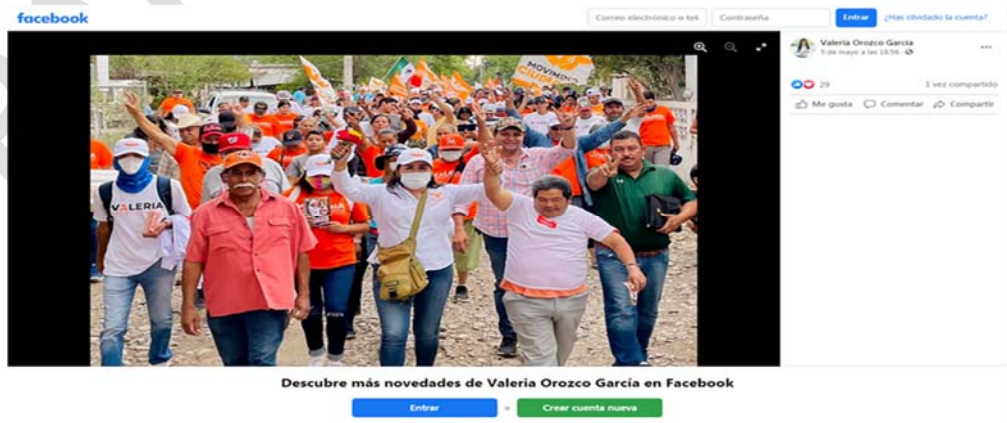 facebook
Correo electrónico o tel
Contraseña
Entrar
¿Has olvidado la cuenta?
Valeria Orozco García
5 de mayo a las 18:56
29
1 vez compartido
Me gusta
Comentar
Compartir
MOVIMIENTO
CIUDADANO
VALERIA
Descubre más novedades de Valeria Orozco García en Facebook
Entrar
o
Crear cuenta nueva